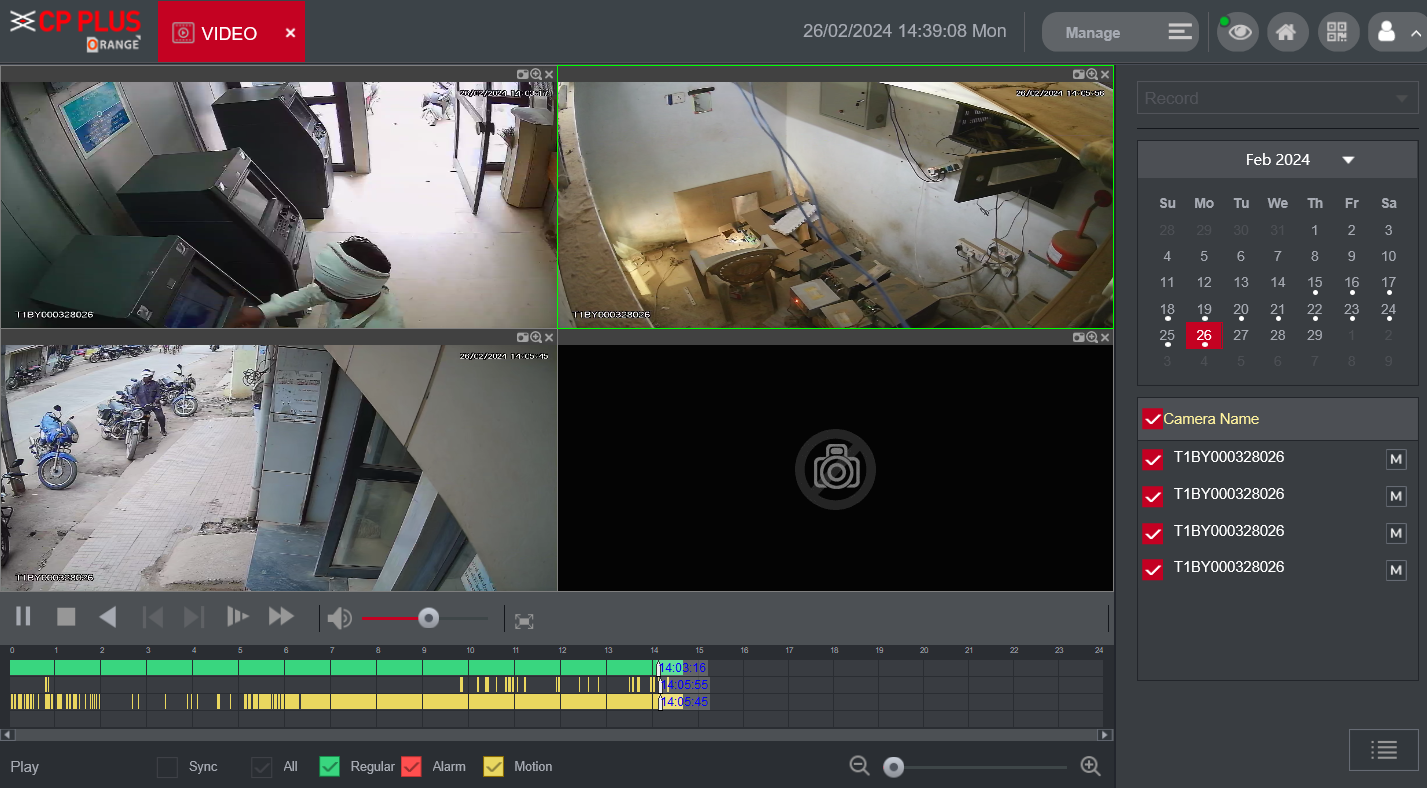 CP PLUS
ORANGE
VIDEO
26/02/2024 14:39:08 Mon
Manage
26/02/2024 14:03:17
T1BY000328026
26/02/2024 14:05:56
T1BY000328026
26/02/2024 14:05:45
T1BY000328026
Record
Feb 2024
Su Mo Tu We Th Fr Sa
28 29 30 31 1 2 3
4 5 6 7 8 9 10
11 12 13 14 15 16 17
18 19 20 21 22 23 24
25 26 27 28 29 1 2
3 4 5 6 7 8 9
Camera Name
T1BY000328026 M
T1BY000328026 M
T1BY000328026 M
T1BY000328026 M
0 1 2 3 4 5 6 7 8 9 10 11 12 13 14 15 16 17 18 19 20 21 22 23 24
14:03:16
14:05:55
14:05:45
Play Sync All Regular Alarm Motion